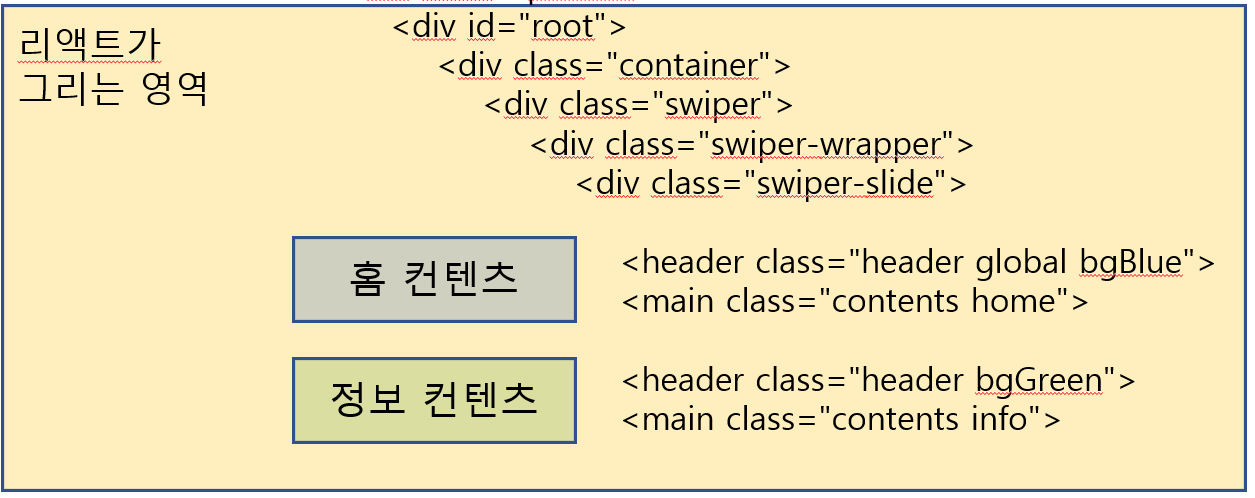 리액트가
그리는 영역
<div id="root">
<div class="container">
<div class="swiper">
<div class="swiper-wrapper">
<div class="swiper-slide">
홈 컨텐츠
<header class="header global bgBlue">
<main class="contents home">
정보 컨텐츠
<header class="header bgGreen">
<main class="contents info">